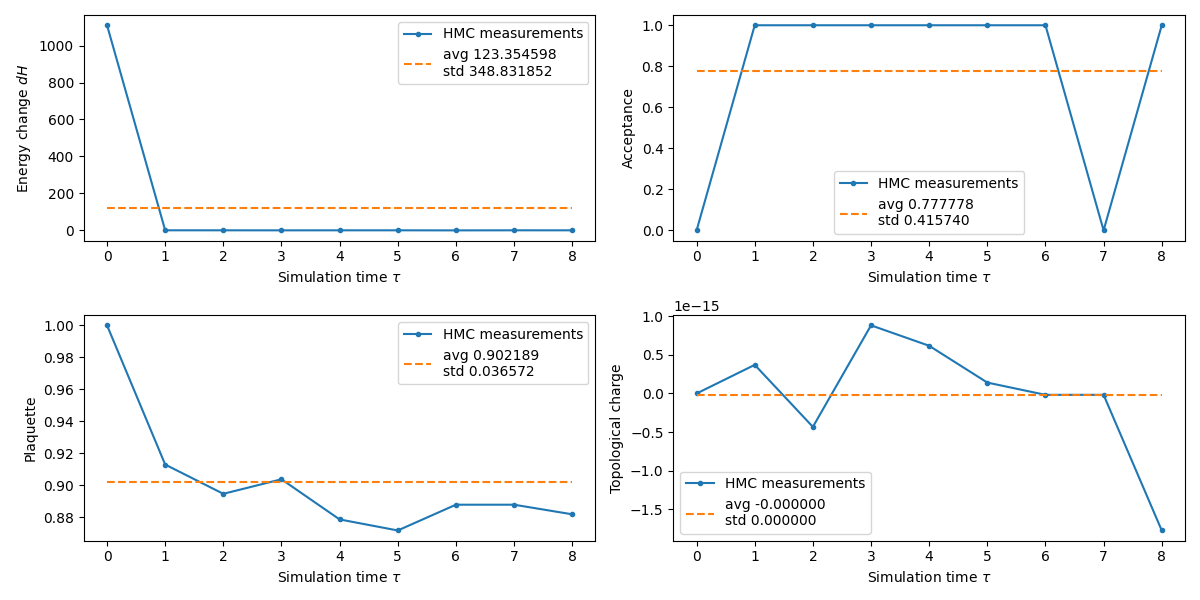 Energy change dH
1000
800
600
400
200
0
HMC measurements
avg 123.354598
std 348.831852
0 1 2 3 4 5 6 7 8
Simulation time τ
Acceptance
1.0
0.8
0.6
0.4
0.2
0.0
HMC measurements
avg 0.777778
std 0.415740
0 1 2 3 4 5 6 7 8
Simulation time τ
Plaquette
1.00
0.98
0.96
0.94
0.92
0.90
0.88
HMC measurements
avg 0.902189
std 0.036572
0 1 2 3 4 5 6 7 8
Simulation time τ
1e−15
Topological charge
1.0
0.5
0.0
−0.5
−1.0
−1.5
HMC measurements
avg -0.000000
std 0.000000
0 1 2 3 4 5 6 7 8
Simulation time τ